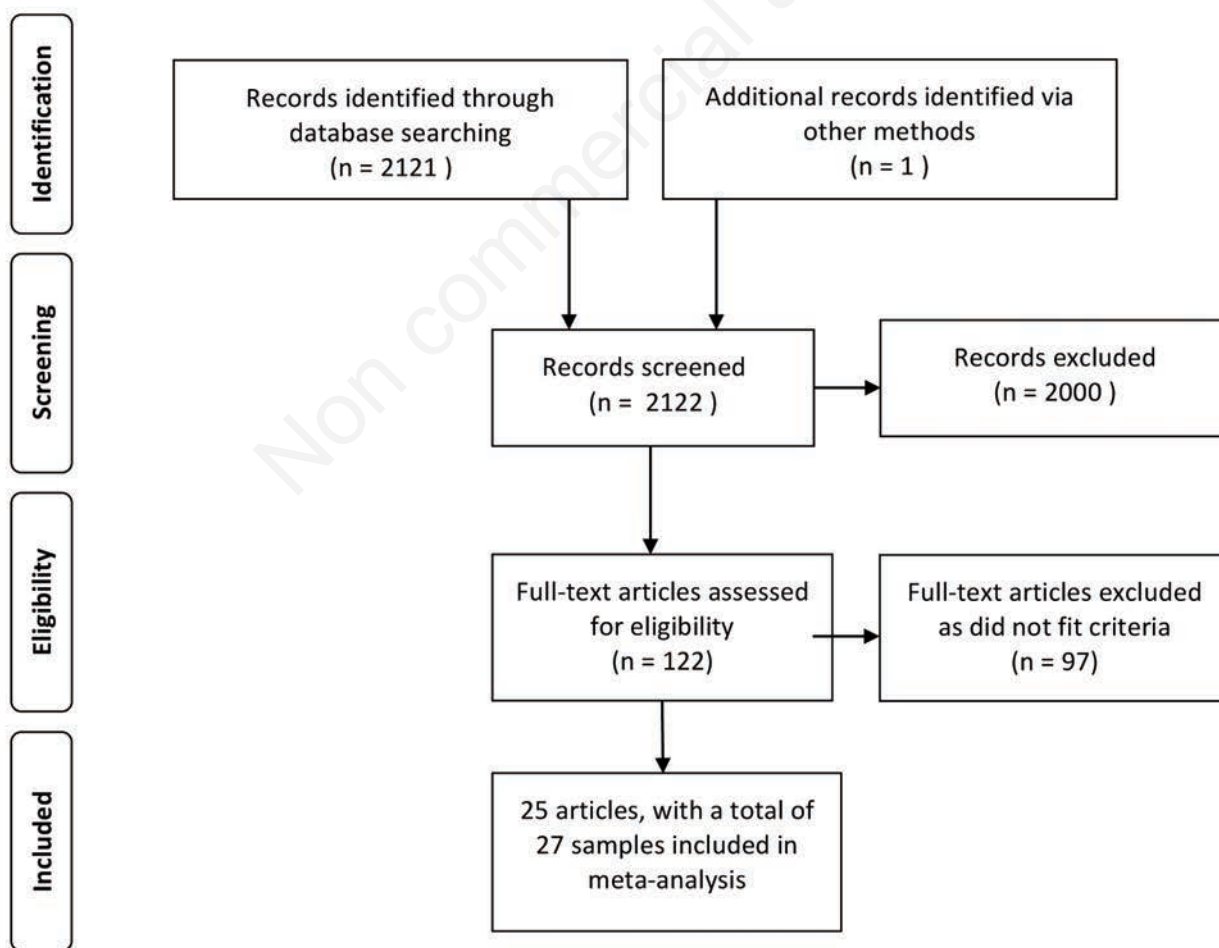 Identification
Records identified through
database searching
(n = 2121 )
Additional records identified via
other methods
(n = 1 )
Screening
Records screened
(n =  2122 )
Records excluded
(n = 2000 )
Eligibility
Full-text articles assessed
for eligibility
(n = 122)
Full-text articles excluded
as did not fit criteria
(n = 97)
Included
25 articles, with a total of
27 samples included in
meta-analysis
Non commercial